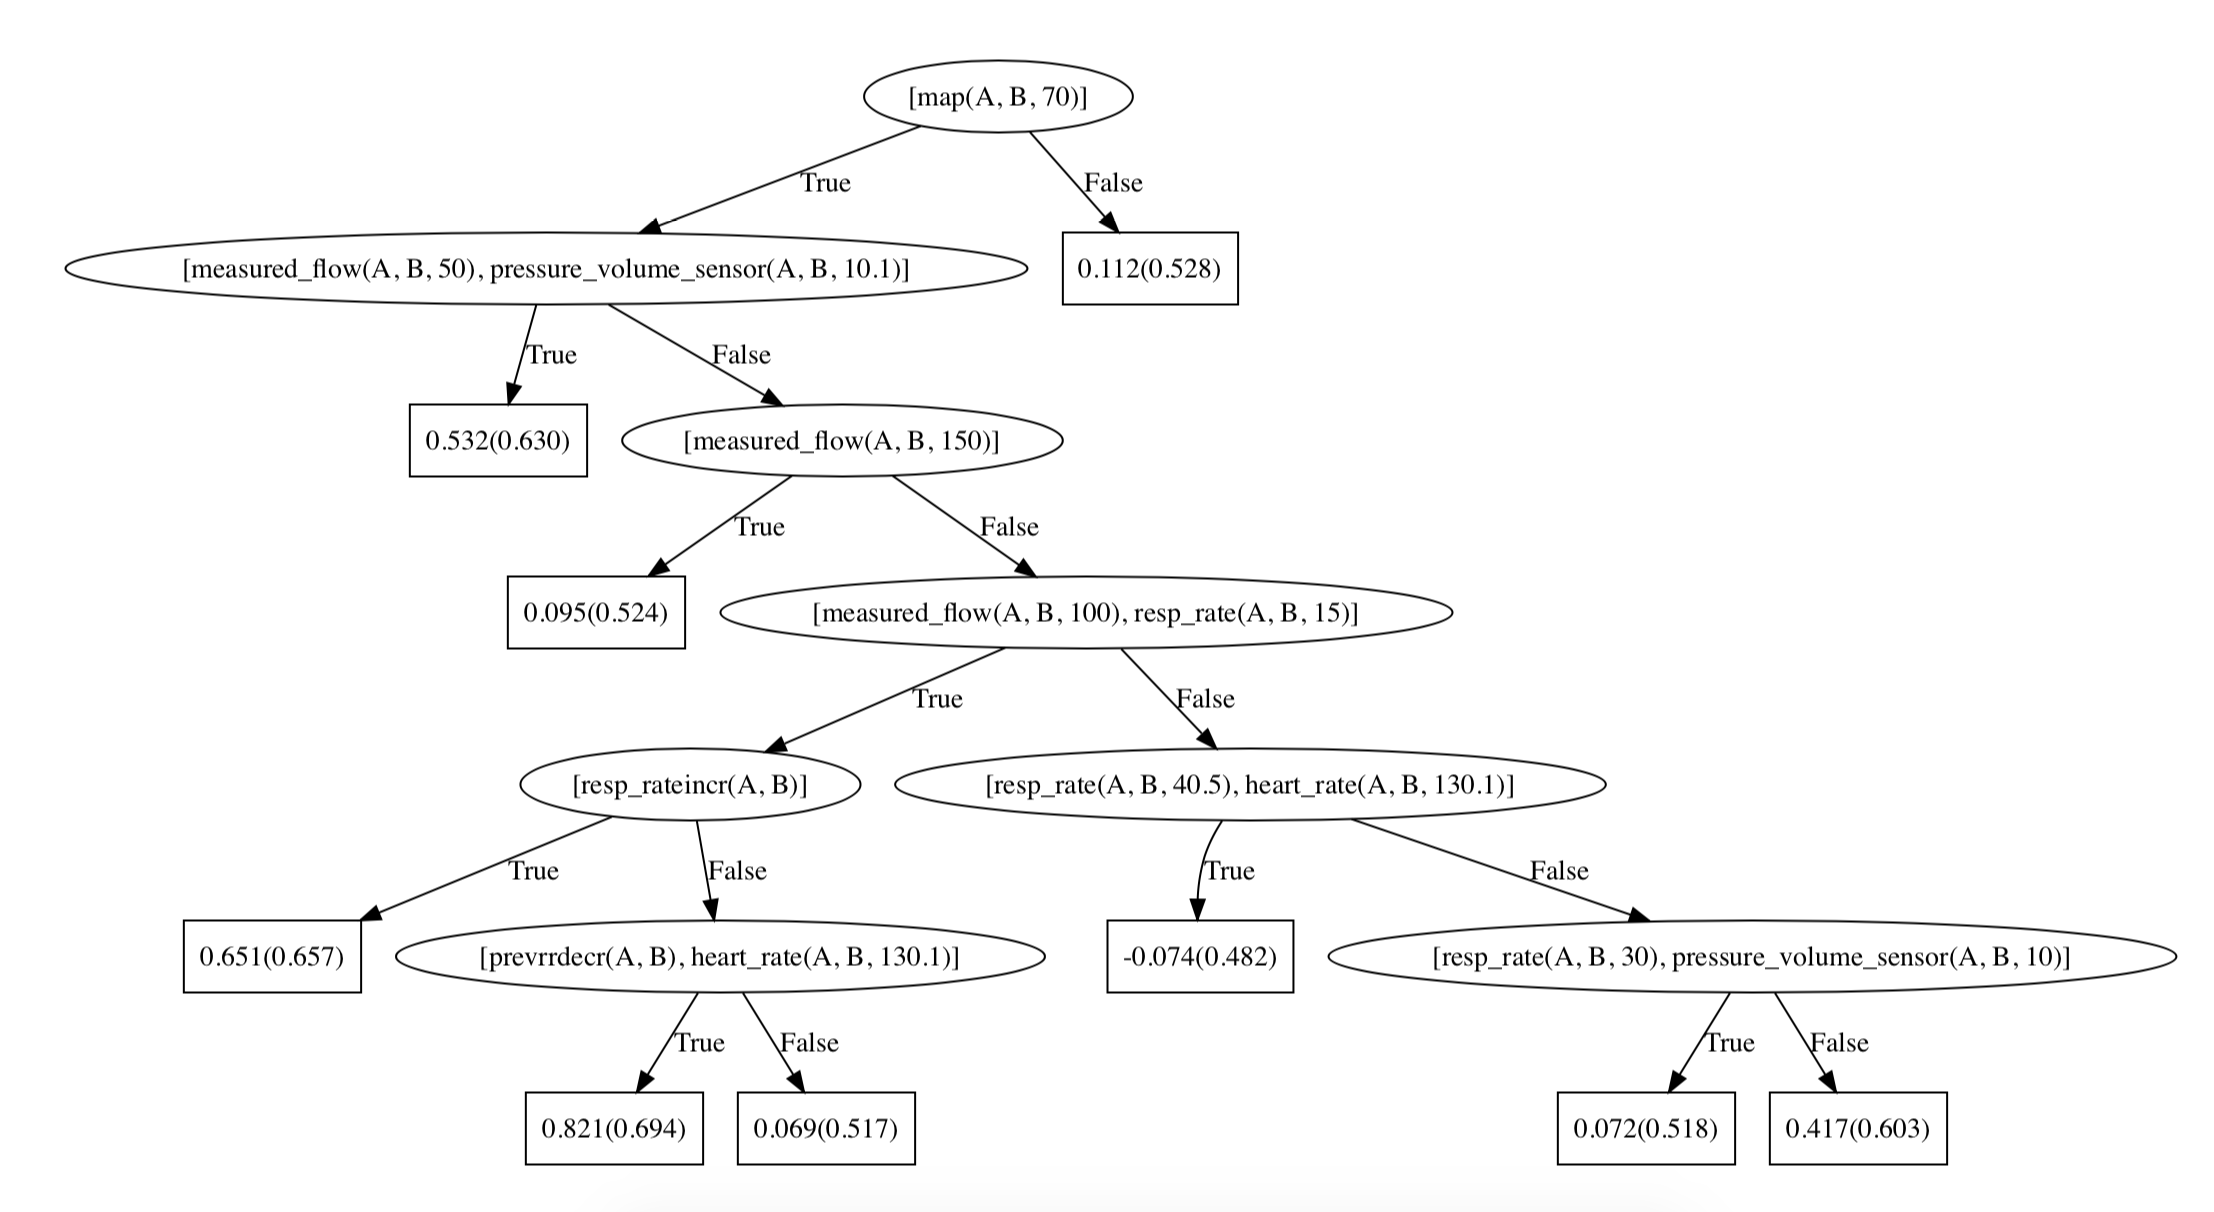 [map(A, B, 70)]
True
False
[measured_flow(A, B, 50), pressure_volume_sensor(A, B, 10.1)]
0.112(0.528)
True
False
0.532(0.630)
[measured_flow(A, B, 150)]
True
False
0.095(0.524)
[measured_flow(A, B, 100), resp_rate(A, B, 15)]
True
False
[resp_rateincr(A, B)]
[resp_rate(A, B, 40.5), heart_rate(A, B, 130.1)]
True
False
True
False
0.651(0.657)
[prevrrdecr(A, B), heart_rate(A, B, 130.1)]
-0.074(0.482)
[resp_rate(A, B, 30), pressure_volume_sensor(A, B, 10)]
True
False
True
False
0.821(0.694)
0.069(0.517)
0.072(0.518)
0.417(0.603)